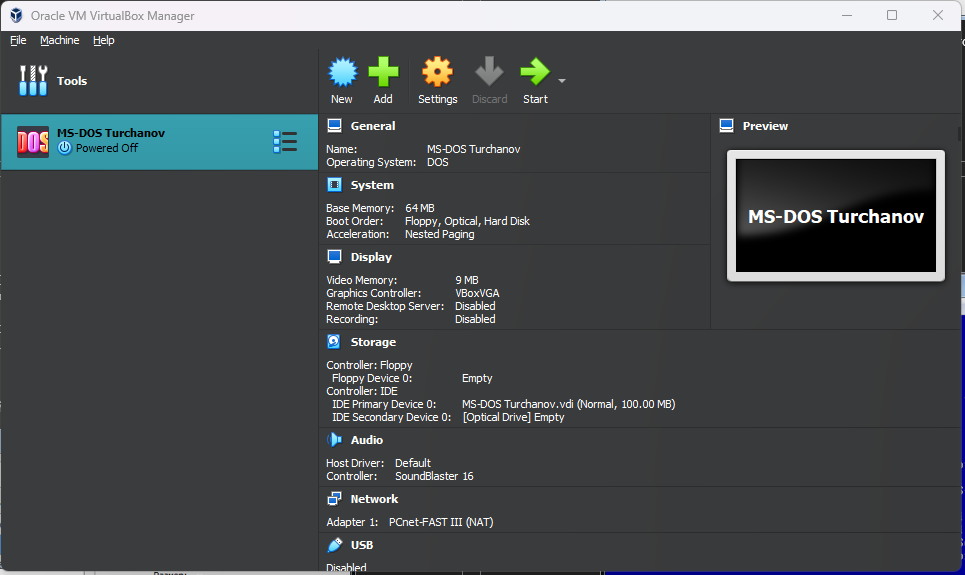 Oracle VM VirtualBox Manager
File Machine Help
Tools
New Add Settings Discard Start
DOS MS-DOS Turchanov
Powered Off
General
Name: MS-DOS Turchanov
Operating System: DOS
System
Base Memory: 64 MB
Boot Order: Floppy, Optical, Hard Disk
Acceleration: Nested Paging
Display
Video Memory: 9 MB
Graphics Controller: VBoxVGA
Remote Desktop Server: Disabled
Recording: Disabled
Preview
MS-DOS Turchanov
Storage
Controller: Floppy
Floppy Device 0: Empty
Controller: IDE
IDE Primary Device 0: MS-DOS Turchanov.vdi (Normal, 100.00 MB)
IDE Secondary Device 0: [Optical Drive] Empty
Audio
Host Driver: Default
Controller: SoundBlaster 16
Network
Adapter 1: PCnet-FAST III (NAT)
USB
Disabled